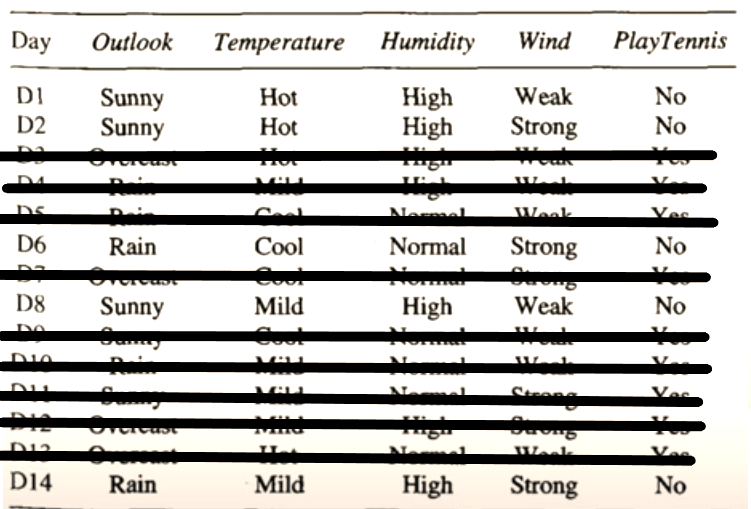 Day Outlook Temperature Humidity Wind PlayTennis
D1 Sunny Hot High Weak No
D2 Sunny Hot High Strong No
D3 Overcast Hot High Weak Yes
D4 Rain Mild High Weak Yes
D5 Rain Cool Normal Weak Yes
D6 Rain Cool Normal Strong No
D7 Overcast Cool Normal Strong Yes
D8 Sunny Mild High Weak No
D9 Sunny Cool Normal Weak Yes
D10 Rain Mild Normal Weak Yes
D11 Sunny Mild Normal Strong Yes
D12 Overcast Mild High Strong Yes
D13 Overcast Hot Normal Weak Yes
D14 Rain Mild High Strong No